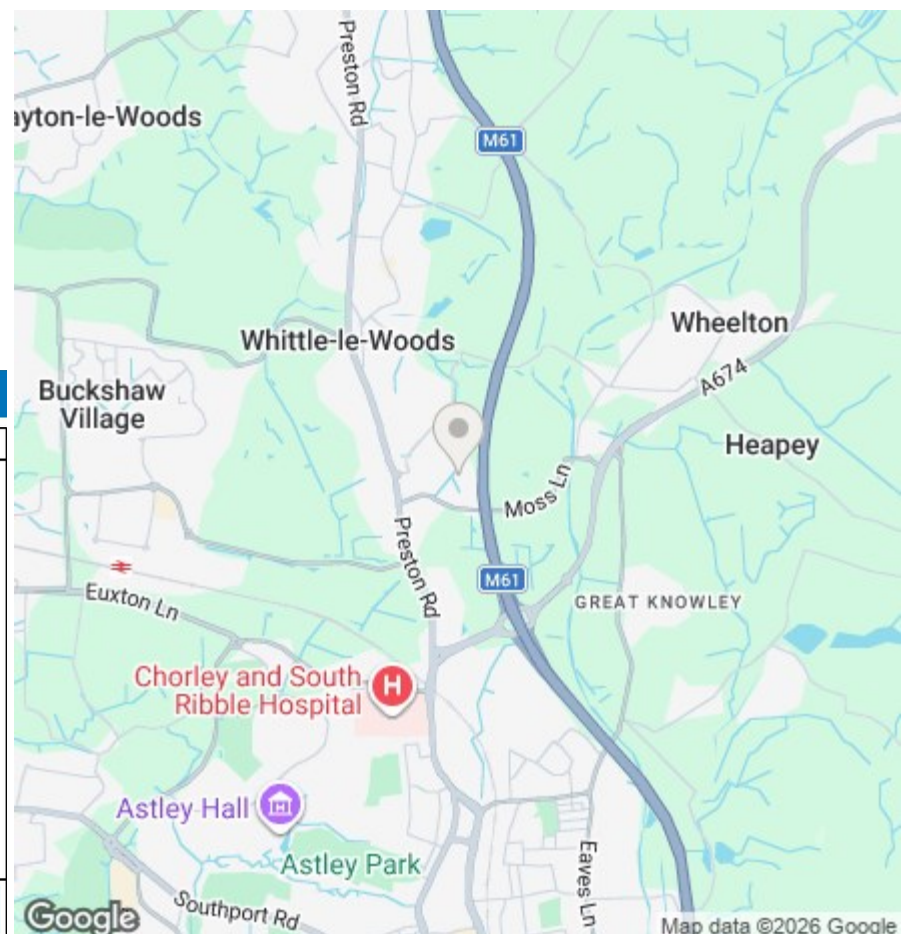 Preston Rd
ayton-le-Woods
M61
Whittle-le-Woods
Wheelton
A674
Buckshaw
Village
Heapey
Moss Ln
Preston Rd
M61
Euxton Ln
GREAT KNOWLEY
Chorley and South
Ribble Hospital
H
Astley Hall
Astley Park
Eaves Ln
Southport Rd
Google
Map data ©2026 Google